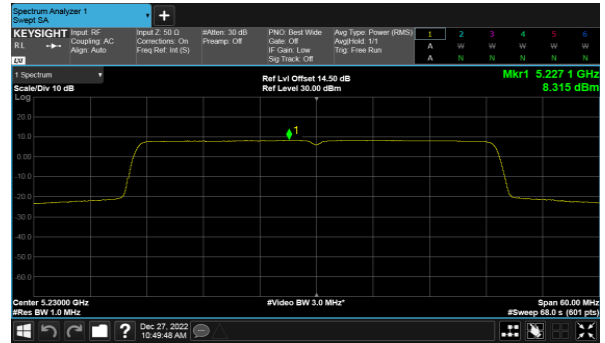 Spectrum Analyzer 1
Swept SA
+
KEYSIGHT Input: RF
R L Coupling: AC
Align: Auto
LXI
Input Z: 50 Ω
Corrections: On
Freq Ref: Int (S)
#Atten: 30 dB
Preamp: Off
PNO: Best Wide
Gate: Off
IF Gain: Low
Sig Track: Off
Avg Type: Power (RMS)
Avg|Hold: 1/1
Trig: Free Run
1 2 3 4 5 6
A W W W W W
A N N N N N
1 Spectrum
Scale/Div 10 dB
Log
Ref Lvl Offset 14.50 dB
Ref Level 30.00 dBm
Mkr1 5.227 1 GHz
8.315 dBm
1
20.0
10.0
0.00
-10.0
-20.0
-30.0
-40.0
-50.0
-60.0
Center 5.23000 GHz
#Res BW 1.0 MHz
#Video BW 3.0 MHz*
Span 60.00 MHz
#Sweep 68.0 s (601 pts)
?
Dec 27, 2022
10:49:48 AM